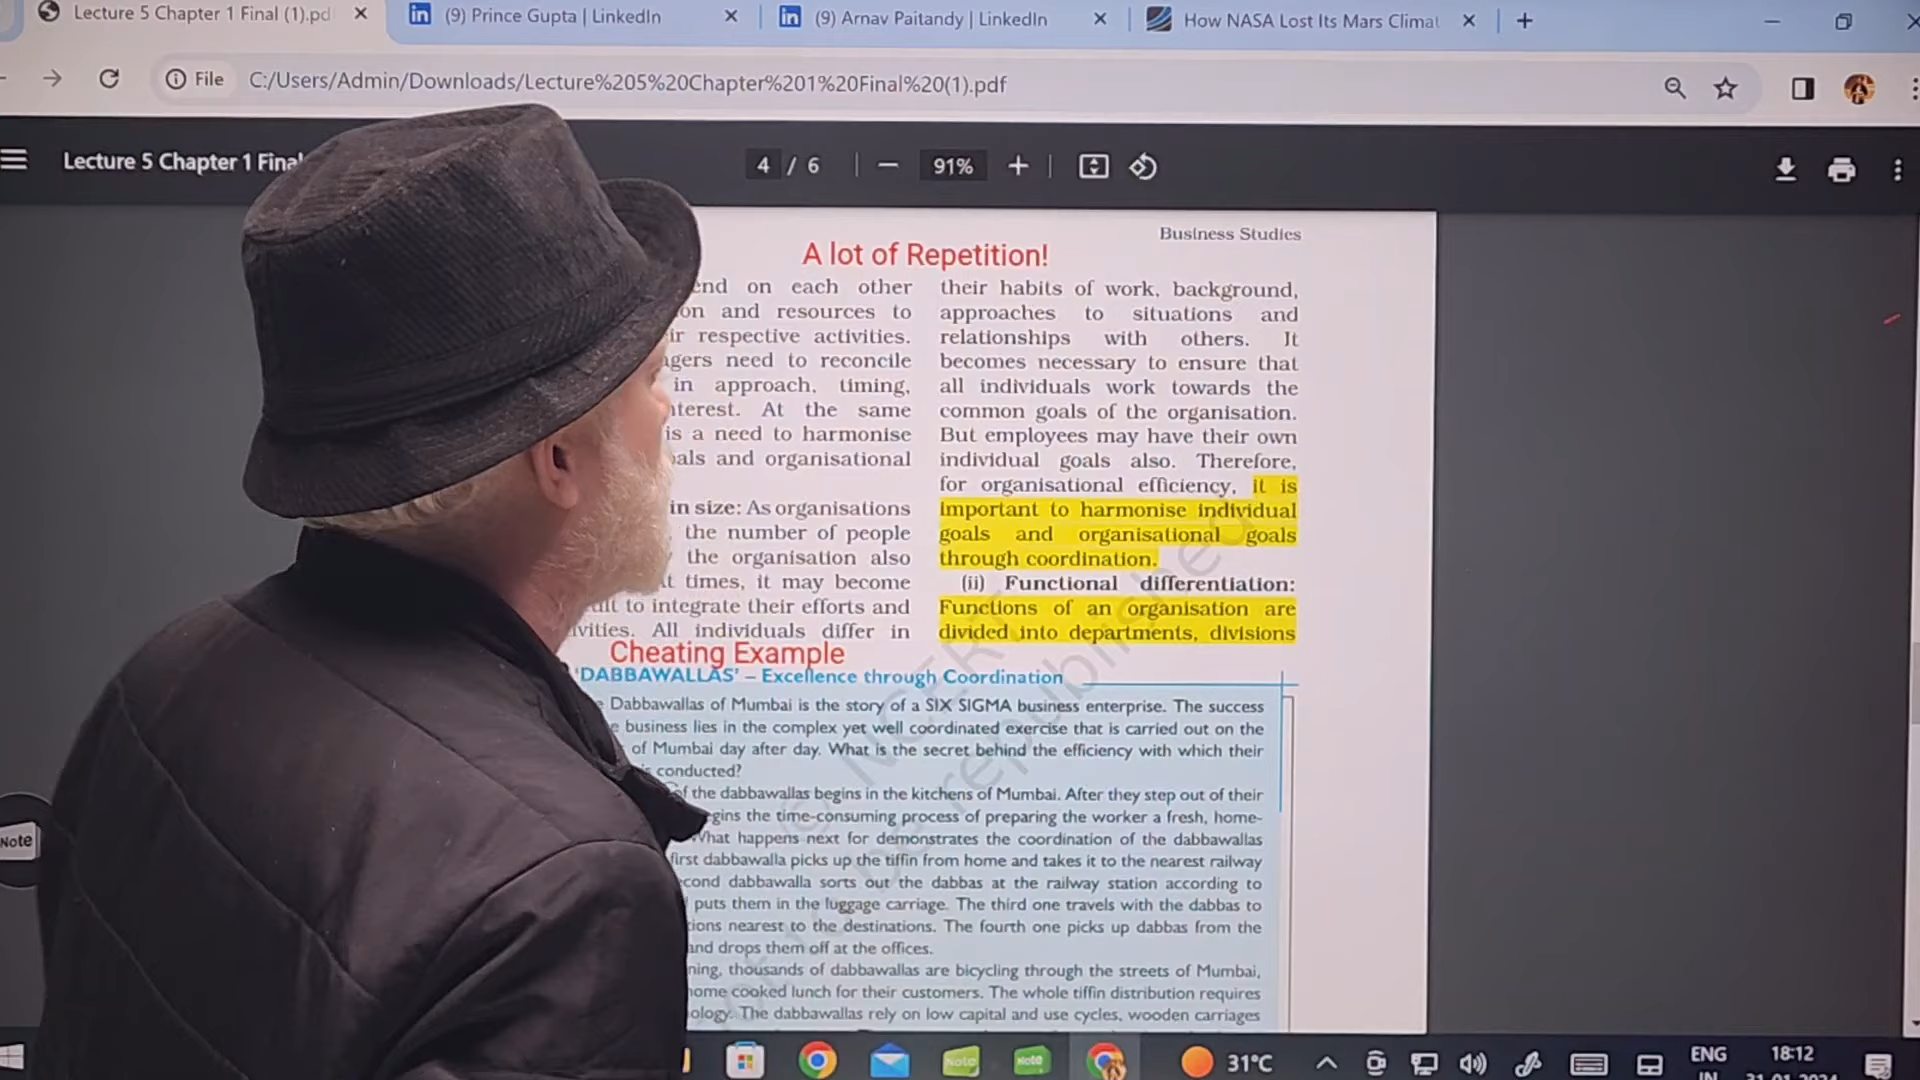 Lecture 5 Chapter 1 Final (1).pd
(9) Prince Gupta | LinkedIn
(9) Arnav Paitandy | LinkedIn
How NASA Lost Its Mars Climat
File
C:/Users/Admin/Downloads/Lecture%205%20Chapter%201%20Final%20(1).pdf
Lecture 5 Chapter 1 Final
4 / 6
91%
Business Studies
A lot of Repetition!
on each other
and resources to
respective activities.
need to reconcile
in approach, timing,
At the same
is a need to harmonise
and organisational
in size: As organisations
the number of people
the organisation also
times, it may become
to integrate their efforts and
All individuals differ in
their habits of work, background,
approaches to situations and
relationships with others. It
becomes necessary to ensure that
all individuals work towards the
common goals of the organisation.
But employees may have their own
individual goals also. Therefore,
for organisational efficiency, it is
important to harmonise individual
goals and organisational goals
through coordination.
(ii) Functional differentiation:
Functions of an organisation are
divided into departments, divisions
Cheating Example
'DABBAWALLAS' – Excellence through Coordination
Dabbawallas of Mumbai is the story of a SIX SIGMA business enterprise. The success
business lies in the complex yet well coordinated exercise that is carried out on the
of Mumbai day after day. What is the secret behind the efficiency with which their
conducted?
of the dabbawallas begins in the kitchens of Mumbai. After they step out of their
the time-consuming process of preparing the worker a fresh, home-
What happens next for demonstrates the coordination of the dabbawallas
first dabbawalla picks up the tiffin from home and takes it to the nearest railway
dabbawalla sorts out the dabbas at the railway station according to
puts them in the luggage carriage. The third one travels with the dabbas to
nearest to the destinations. The fourth one picks up dabbas from the
and drops them off at the offices.
thousands of dabbawallas are bicycling through the streets of Mumbai,
home cooked lunch for their customers. The whole tiffin distribution requires
The dabbawallas rely on low capital and use cycles, wooden carriages
© NCERT
not to be republished
Note
Note
Note
31°C
ENG
IN
18:12
31-01-2024